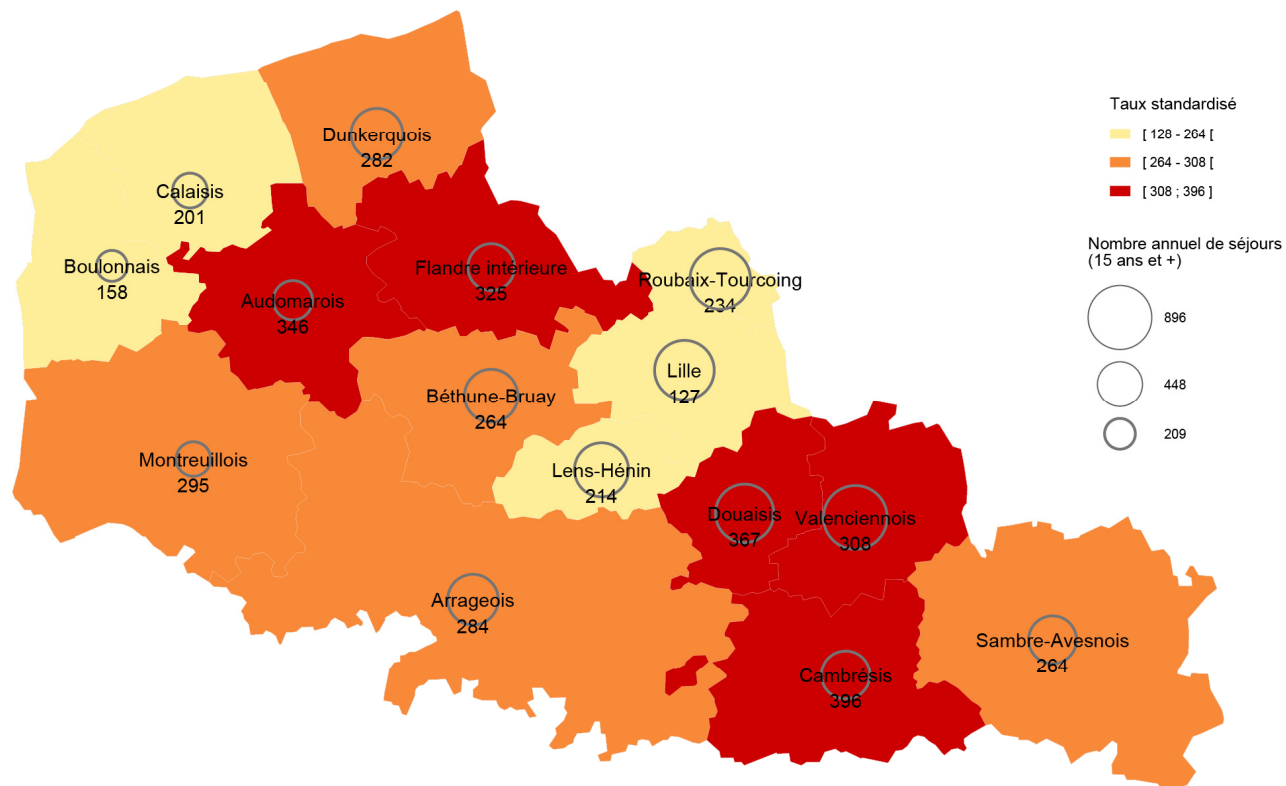 Dunkerquois
282
Calaisis
201
Boulonnais
158
Audomarois
346
Flandre intérieure
325
Roubaix-Tourcoing
234
Lille
127
Béthune-Bruay
264
Montreuillois
295
Lens-Hénin
214
Douaisis
367
Valenciennois
308
Arrageois
284
Cambrésis
396
Sambre-Avesnois
264
Taux standardisé
[ 128 - 264 [
[ 264 - 308 [
[ 308 ; 396 ]
Nombre annuel de séjours
(15 ans et +)
896
448
209